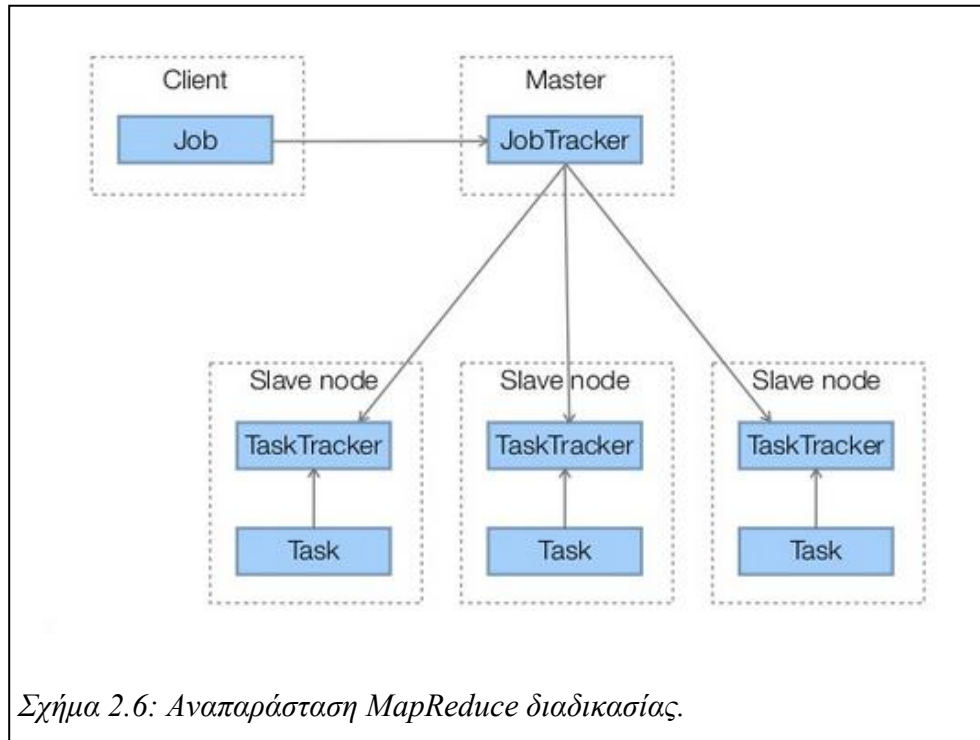 Client
Master
Job
JobTracker
Slave node
Slave node
Slave node
TaskTracker
TaskTracker
TaskTracker
Task
Task
Task
Σχήμα 2.6: Αναπαράσταση MapReduce διαδικασίας.